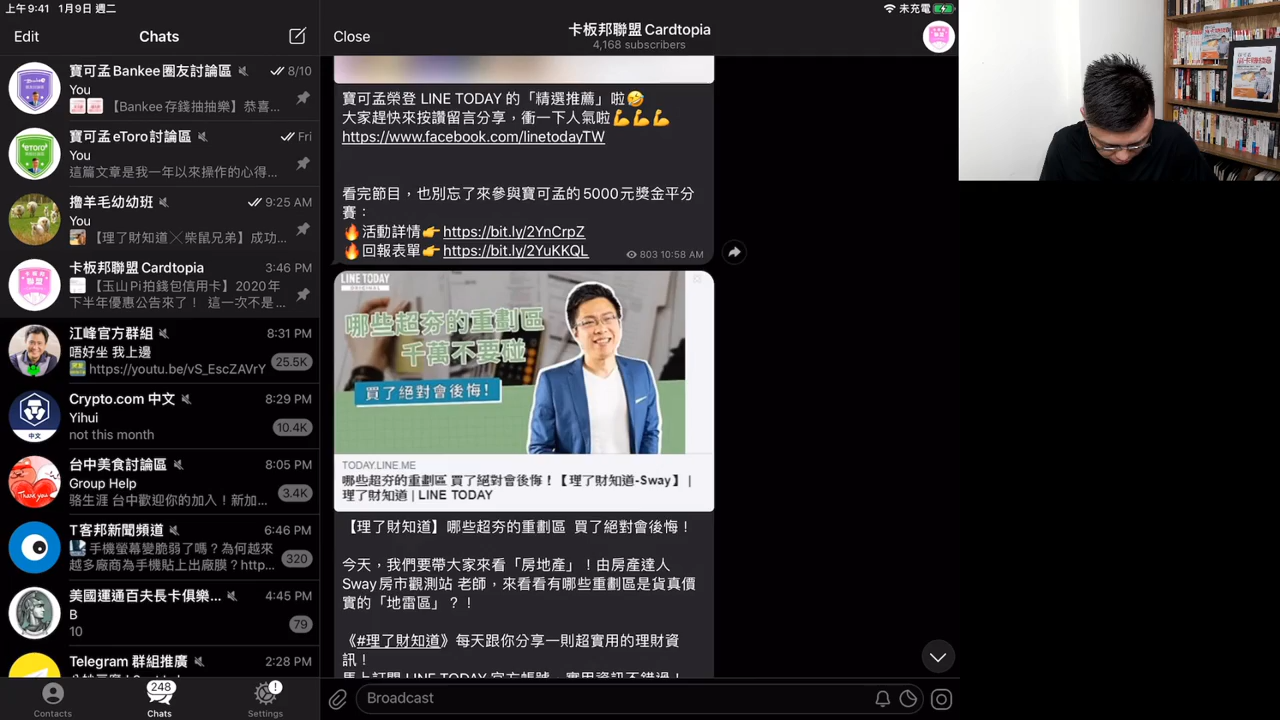 上午9:41 1月9日 週二
未充電
Edit
Chats
寶可孟Bankee圈友討論區
8/10
You
【Bankee存錢抽抽樂】恭喜...
寶可孟eToro討論區
Fri
You
這篇文章是我一年以來操作的心得...
擼羊毛幼幼班
9:25 AM
You
【理了財知道╳柴鼠兄弟】成功...
卡板邦聯盟 Cardtopia
3:46 PM
【玉山Pi拍錢包信用卡】2020年
下半年優惠公告來了！ 這一次不是...
江峰官方群組
8:31 PM
唔好坐 我上邊
https://youtu.be/vS_EscZAVrY
25.5K
Crypto.com 中文
8:29 PM
Yihui
not this month
10.4K
台中美食討論區
8:05 PM
Group Help
骆生涯 台中歡迎你的加入！新加...
3.4K
T客邦新聞頻道
6:46 PM
手機螢幕變脆弱了嗎？為何越來
越多廠商為手機貼上出廠膜？http...
320
美國運通百夫長卡俱樂...
4:45 PM
B
10
79
Telegram 群組推廣
2:28 PM
248
Contacts
Chats
Settings
Close
卡板邦聯盟 Cardtopia
4,168 subscribers
寶可孟榮登 LINE TODAY 的「精選推薦」啦🤣
大家趕快來按讚留言分享，衝一下人氣啦💪💪💪
https://www.facebook.com/linetodayTW
看完節目，也別忘了來參與寶可孟的5000元獎金平分
賽：
🔥活動詳情👉https://bit.ly/2YnCrpZ
🔥回報表單👉https://bit.ly/2YuKKQL
803 10:58 AM
LINE TODAY
ORIGINAL
哪些超夯的重劃區
千萬不要碰
買了絕對會後悔！
TODAY.LINE.ME
哪些超夯的重劃區 買了絕對會後悔！【理了財知道-Sway】 |
理了財知道 | LINE TODAY
【理了財知道】哪些超夯的重劃區 買了絕對會後悔！
今天，我們要帶大家來看「房地產」！由房產達人
Sway房市觀測站 老師，來看看有哪些重劃區是貨真價
實的「地雷區」？！
《#理了財知道》每天跟你分享一則超實用的理財資
訊！
馬上訂閱 LINE TODAY 官方帳號，實用資訊不錯過！
Broadcast